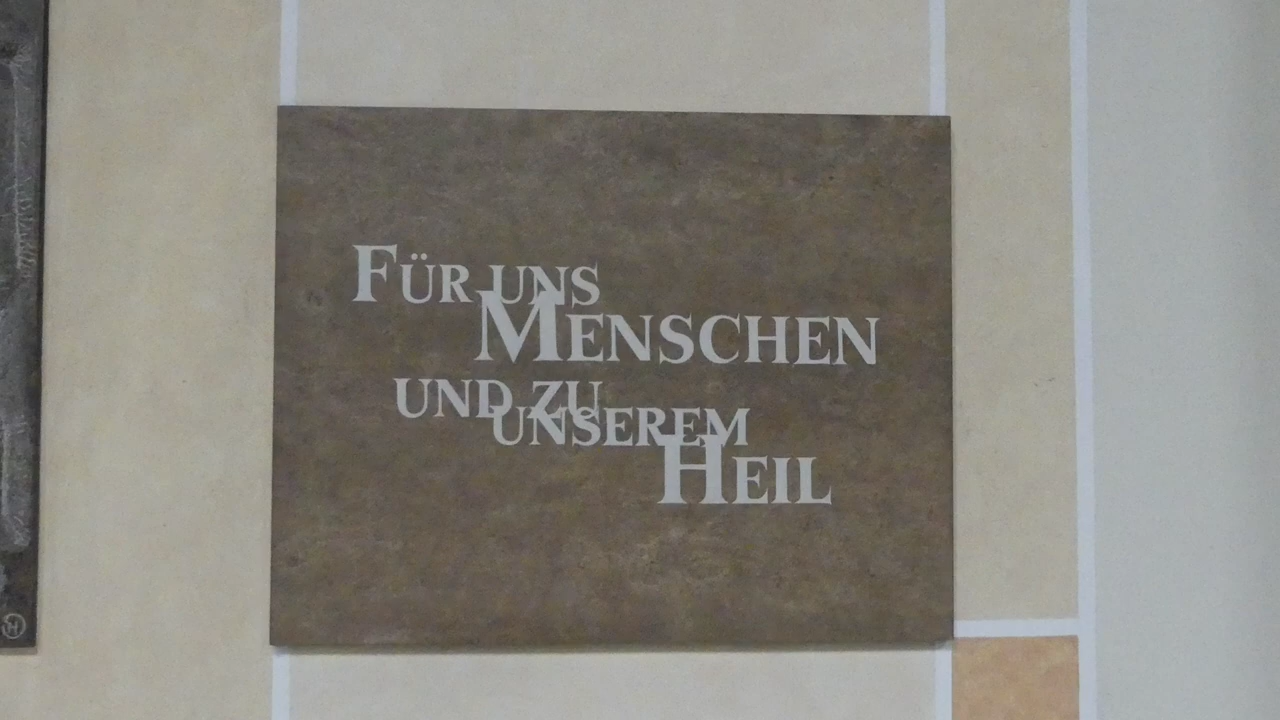 FÜR UNS
MENSCHEN
UND ZU
UNSEREM
HEIL